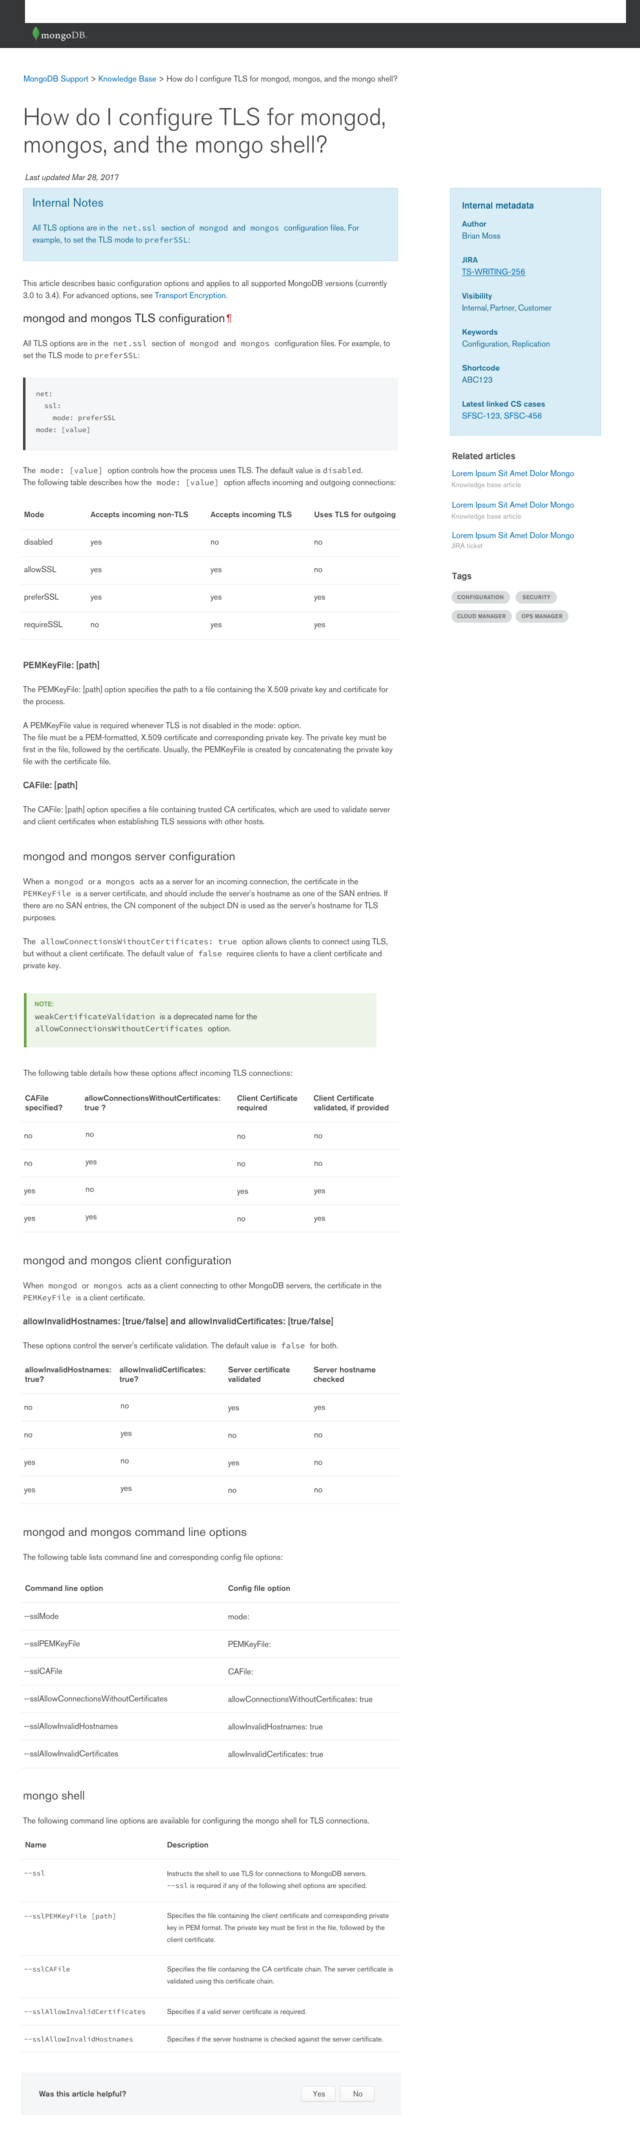 mongoDB.
MongoDB Support > Knowledge Base > How do I configure TLS for mongod, mongos, and the mongo shell?
How do I configure TLS for mongod,
mongos, and the mongo shell?
Last updated Mar 28, 2017
Internal Notes
All TLS options are in the net.ssl section of mongod and mongos configuration files. For
example, to set the TLS mode to preferSSL:
This article describes basic configuration options and applies to all supported MongoDB versions (currently
3.0 to 3.4). For advanced options, see Transport Encryption.
mongod and mongos TLS configuration¶
All TLS options are in the net.ssl section of mongod and mongos configuration files. For example, to
set the TLS mode to preferSSL:
net:
ssl:
mode: preferSSL
mode: [value]
The mode: [value] option controls how the process uses TLS. The default value is disabled.
The following table describes how the mode: [value] option affects incoming and outgoing connections:
Mode Accepts incoming non-TLS Accepts incoming TLS Uses TLS for outgoing
disabled yes no no
allowSSL yes yes no
preferSSL yes yes yes
requireSSL no yes yes
PEMKeyFile: [path]
The PEMKeyFile: [path] option specifies the path to a file containing the X.509 private key and certificate for
the process.
A PEMKeyFile value is required whenever TLS is not disabled in the mode: option.
The file must be a PEM-formatted, X.509 certificate and corresponding private key. The private key must be
first in the file, followed by the certificate. Usually, the PEMKeyFile is created by concatenating the private key
file with the certificate file.
CAFile: [path]
The CAFile: [path] option specifies a file containing trusted CA certificates, which are used to validate server
and client certificates when establishing TLS sessions with other hosts.
mongod and mongos server configuration
When a mongod or a mongos acts as a server for an incoming connection, the certificate in the
PEMKeyFile is a server certificate, and should include the server's hostname as one of the SAN entries. If
there are no SAN entries, the CN component of the subject DN is used as the server's hostname for TLS
purposes.
The allowConnectionsWithoutCertificates: true option allows clients to connect using TLS,
but without a client certificate. The default value of false requires clients to have a client certificate and
private key.
NOTE:
weakCertificateValidation is a deprecated name for the
allowConnectionsWithoutCertificates option.
The following table details how these options affect incoming TLS connections:
CAFile specified? allowConnectionsWithoutCertificates: true ? Client Certificate required Client Certificate validated, if provided
no no no no
no yes no no
yes no yes yes
yes yes no yes
mongod and mongos client configuration
When mongod or mongos acts as a client connecting to other MongoDB servers, the certificate in the
PEMKeyFile is a client certificate.
allowInvalidHostnames: [true/false] and allowInvalidCertificates: [true/false]
These options control the server's certificate validation. The default value is false for both.
allowInvalidHostnames: true? allowInvalidCertificates: true? Server certificate validated Server hostname checked
no no yes yes
no yes no no
yes no yes no
yes yes no no
mongod and mongos command line options
The following table lists command line and corresponding config file options:
Command line option Config file option
--sslMode mode:
--sslPEMKeyFile PEMKeyFile:
--sslCAFile CAFile:
--sslAllowConnectionsWithoutCertificates allowConnectionsWithoutCertificates: true
--sslAllowInvalidHostnames allowInvalidHostnames: true
--sslAllowInvalidCertificates allowInvalidCertificates: true
mongo shell
The following command line options are available for configuring the mongo shell for TLS connections.
Name Description
--ssl Instructs the shell to use TLS for connections to MongoDB servers.
--ssl is required if any of the following shell options are specified.
--sslPEMKeyFile [path] Specifies the file containing the client certificate and corresponding private
key in PEM format. The private key must be first in the file, followed by the
client certificate.
--sslCAFile Specifies the file containing the CA certificate chain. The server certificate is
validated using this certificate chain.
--sslAllowInvalidCertificates Specifies if a valid server certificate is required.
--sslAllowInvalidHostnames Specifies if the server hostname is checked against the server certificate.
Was this article helpful? Yes No
Internal metadata
Author
Brian Moss
JIRA
TS-WRITING-256
Visibility
Internal, Partner, Customer
Keywords
Configuration, Replication
Shortcode
ABC123
Latest linked CS cases
SFSC-123, SFSC-456
Related articles
Lorem Ipsum Sit Amet Dolor Mongo
Knowledge base article
Lorem Ipsum Sit Amet Dolor Mongo
Knowledge base article
Lorem Ipsum Sit Amet Dolor Mongo
JIRA ticket
Tags
CONFIGURATION SECURITY
CLOUD MANAGER OPS MANAGER